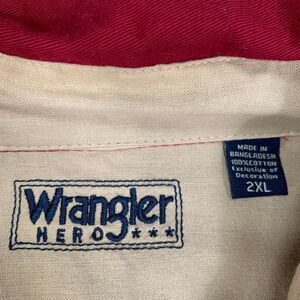 Wrangler
HERO★★★
MADE IN
BANGLADESH
100%COTTON
Exclusive of
Decoration
2XL